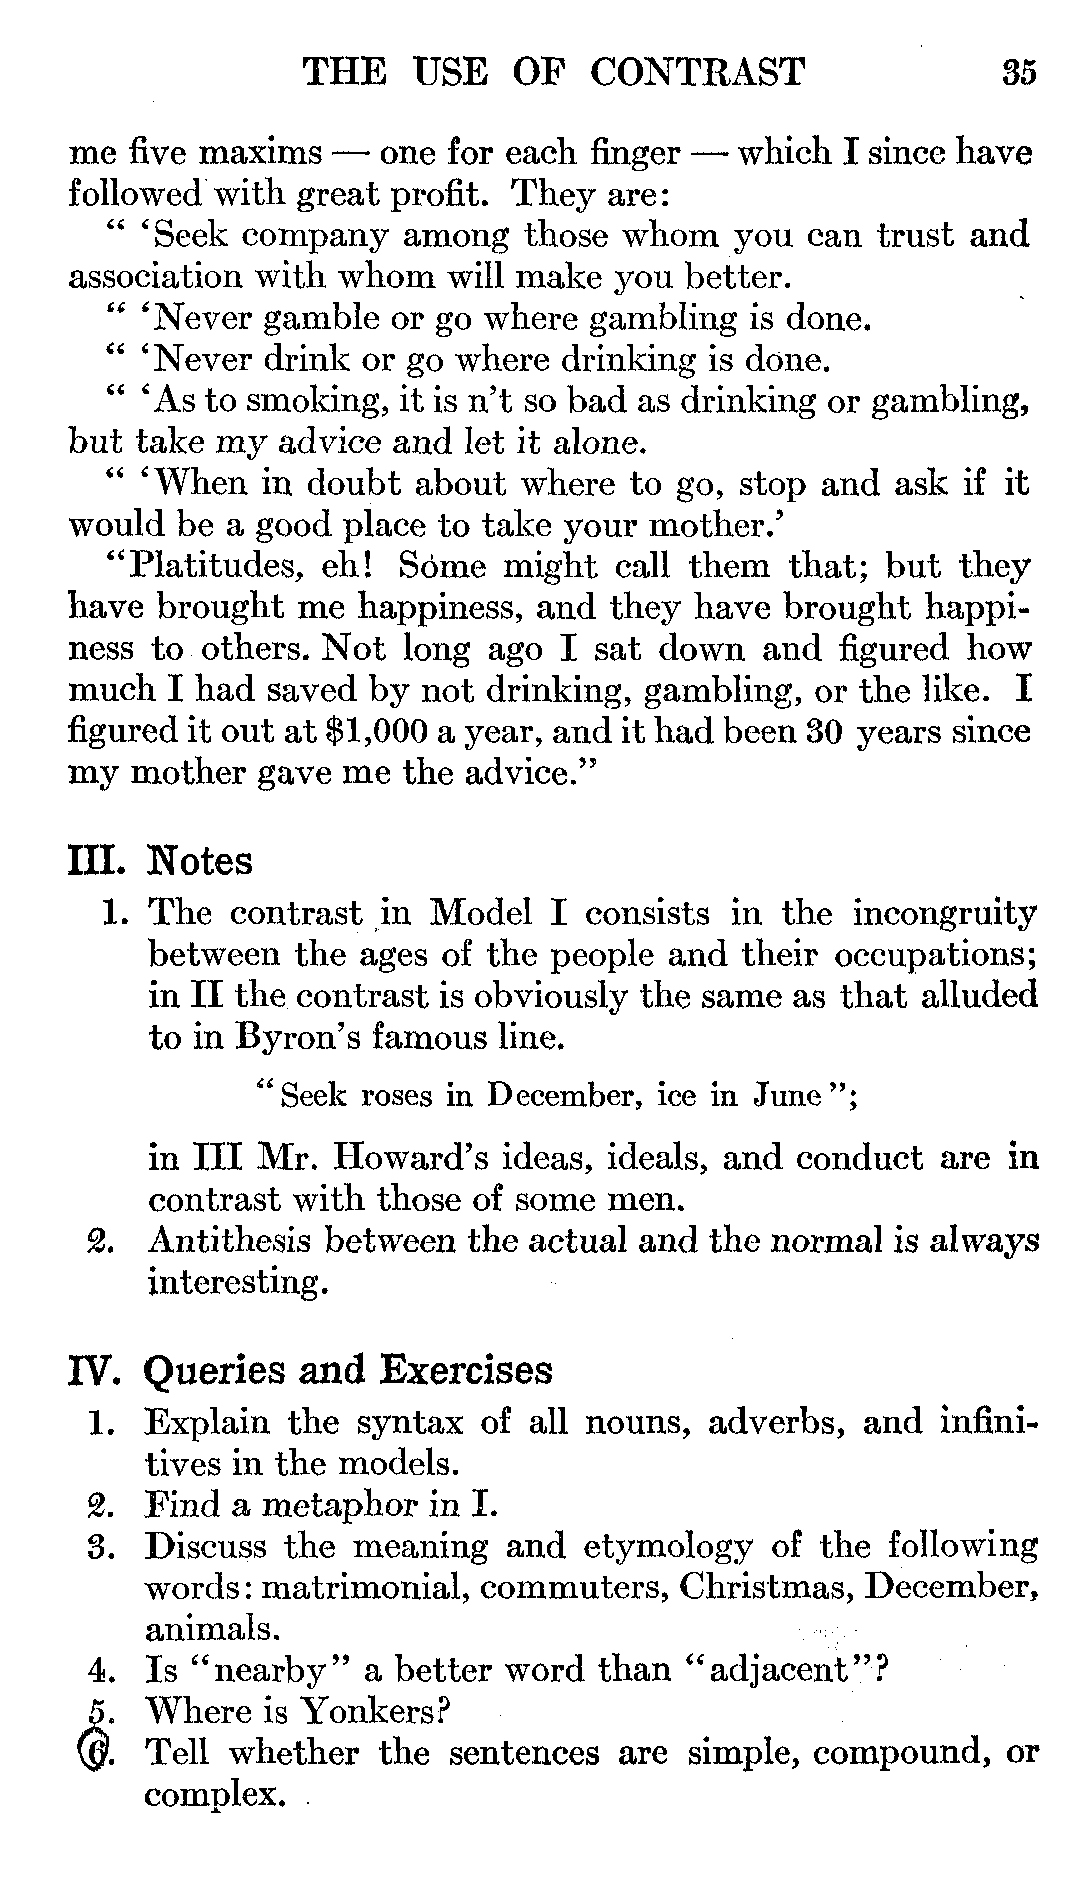 THE USE OF CONTRAST 35
me five maxims — one for each finger — which I since have
followed with great profit. They are:
“ ‘Seek company among those whom you can trust and
association with whom will make you better.
“ ‘Never gamble or go where gambling is done.
“ ‘Never drink or go where drinking is done.
“ ‘As to smoking, it is n’t so bad as drinking or gambling,
but take my advice and let it alone.
“ ‘When in doubt about where to go, stop and ask if it
would be a good place to take your mother.’
“Platitudes, eh! Some might call them that; but they
have brought me happiness, and they have brought happi-
ness to others. Not long ago I sat down and figured how
much I had saved by not drinking, gambling, or the like. I
figured it out at $1,000 a year, and it had been 30 years since
my mother gave me the advice.”
III. Notes
1. The contrast in Model I consists in the incongruity
between the ages of the people and their occupations;
in II the contrast is obviously the same as that alluded
to in Byron’s famous line.
“Seek roses in December, ice in June”;
in III Mr. Howard’s ideas, ideals, and conduct are in
contrast with those of some men.
2. Antithesis between the actual and the normal is always
interesting.
IV. Queries and Exercises
1. Explain the syntax of all nouns, adverbs, and infini-
tives in the models.
2. Find a metaphor in I.
3. Discuss the meaning and etymology of the following
words: matrimonial, commuters, Christmas, December,
animals.
4. Is “nearby” a better word than “adjacent”?
5. Where is Yonkers?
6. Tell whether the sentences are simple, compound, or
complex.